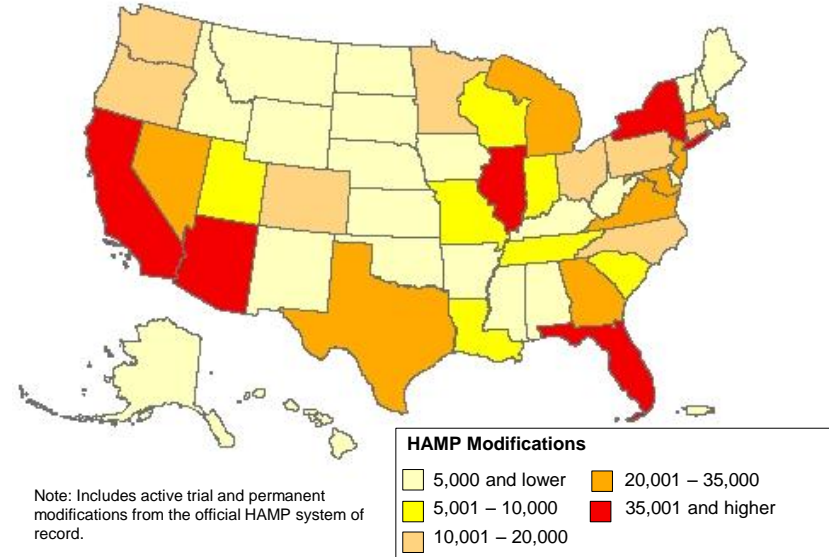 HAMP Modifications
5,000 and lower
5,001 – 10,000
10,001 – 20,000
20,001 – 35,000
35,001 and higher
Note: Includes active trial and permanent
modifications from the official HAMP system of
record.